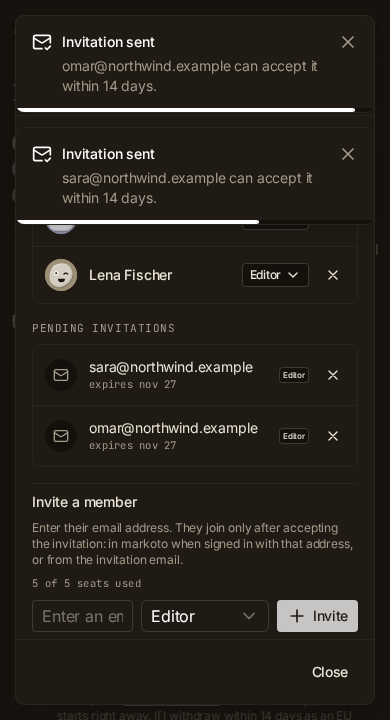 Invitation sent
omar@northwind.example can accept it
within 14 days.
Invitation sent
sara@northwind.example can accept it
within 14 days.
Lena Fischer
Editor
PENDING INVITATIONS
sara@northwind.example
Editor
expires nov 27
omar@northwind.example
Editor
expires nov 27
Invite a member
Enter their email address. They join only after accepting
the invitation: in markoto when signed in with that address,
or from the invitation email.
5 of 5 seats used
Enter an en
Editor
Invite
Close
starts right away. If I withdraw within 14 days as an EU